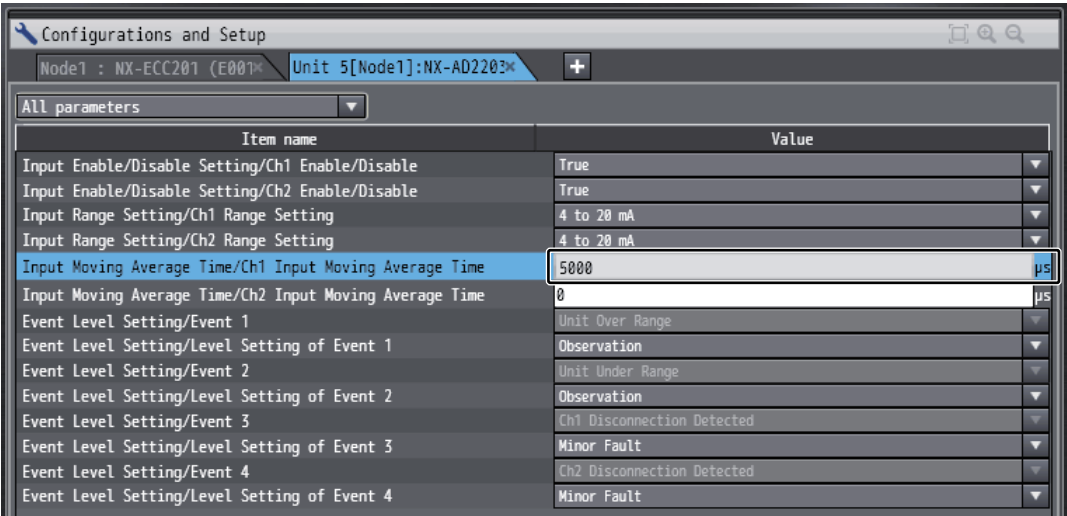 Configurations and Setup
Node1 : NX-ECC201 (E001 Unit 5[Node1]:NX-AD2203
All parameters
Item name Value
Input Enable/Disable Setting/Ch1 Enable/Disable True
Input Enable/Disable Setting/Ch2 Enable/Disable True
Input Range Setting/Ch1 Range Setting 4 to 20 mA
Input Range Setting/Ch2 Range Setting 4 to 20 mA
Input Moving Average Time/Ch1 Input Moving Average Time 5000 μs
Input Moving Average Time/Ch2 Input Moving Average Time 0 μs
Event Level Setting/Event 1 Unit Over Range
Event Level Setting/Level Setting of Event 1 Observation
Event Level Setting/Event 2 Unit Under Range
Event Level Setting/Level Setting of Event 2 Observation
Event Level Setting/Event 3 Ch1 Disconnection Detected
Event Level Setting/Level Setting of Event 3 Minor Fault
Event Level Setting/Event 4 Ch2 Disconnection Detected
Event Level Setting/Level Setting of Event 4 Minor Fault